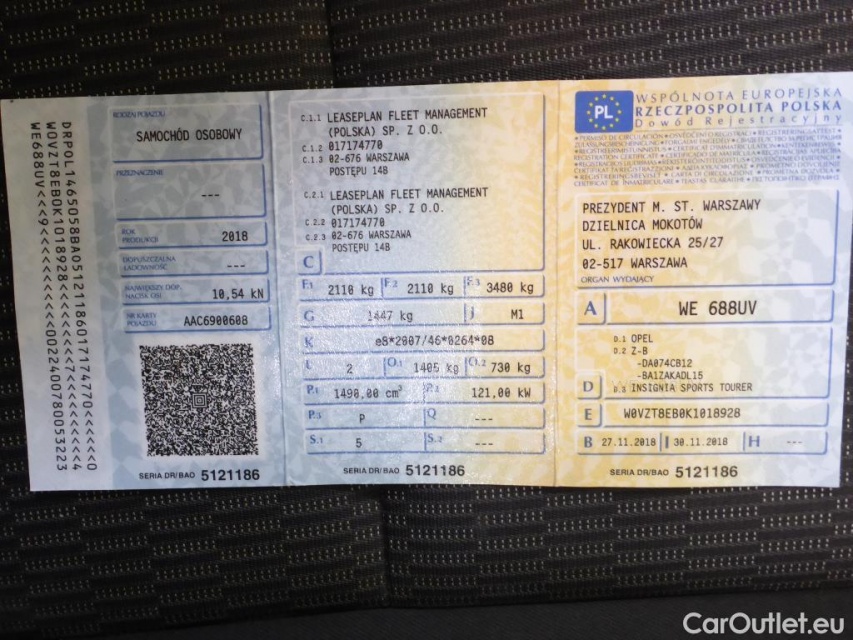 DRPOL1465058BA0512118601717477​0<<<<<<0
W0VZT8EB0K1018928<<<<<<<7<<<<<<<<<<<4
WE688UV<<<9<<<<<<<<<<<<0022400780053223
RODZAJ POJAZDU
SAMOCHÓD OSOBOWY
PRZEZNACZENIE
---
ROK PRODUKCJI
2018
DOPUSZCZALNA ŁADOWNOŚĆ
---
NAJWIĘKSZY DOP. NACISK OSI
10,54 kN
NR KARTY POJAZDU
AAC6900608
SERIA DR/BAO 5121186
C.1.1 LEASEPLAN FLEET MANAGEMENT
(POLSKA) SP. Z O.O.
C.1.2 017174770
C.1.3 02-676 WARSZAWA
POSTĘPU 14B
C.2.1 LEASEPLAN FLEET MANAGEMENT
(POLSKA) SP. Z O.O.
C.2.2 017174770
C.2.3 02-676 WARSZAWA
POSTĘPU 14B
C
F.1 2110 kg F.2 2110 kg F.3 3480 kg
G 1447 kg J M1
K e8*2007/46*0264*08
L 2 O.1 1405 kg O.2 730 kg
P.1 1490,00 cm³ P.2 121,00 kW
P.3 P Q ---
S.1 5 S.2 ---
SERIA DR/BAO 5121186
PL
WSPÓLNOTA EUROPEJSKA
RZECZPOSPOLITA POLSKA
Dowód Rejestracyjny
PREZYDENT M. ST. WARSZAWY
DZIELNICA MOKOTÓW
UL. RAKOWIECKA 25/27
02-517 WARSZAWA
ORGAN WYDAJĄCY
A WE 688UV
D.1 OPEL
D.2 Z-B
-DA074CB12
-BA1ZAKADL15
D D.3 INSIGNIA SPORTS TOURER
E W0VZT8EB0K1018928
B 27.11.2018 I 30.11.2018 H ---
SERIA DR/BAO 5121186
CarOutlet.eu